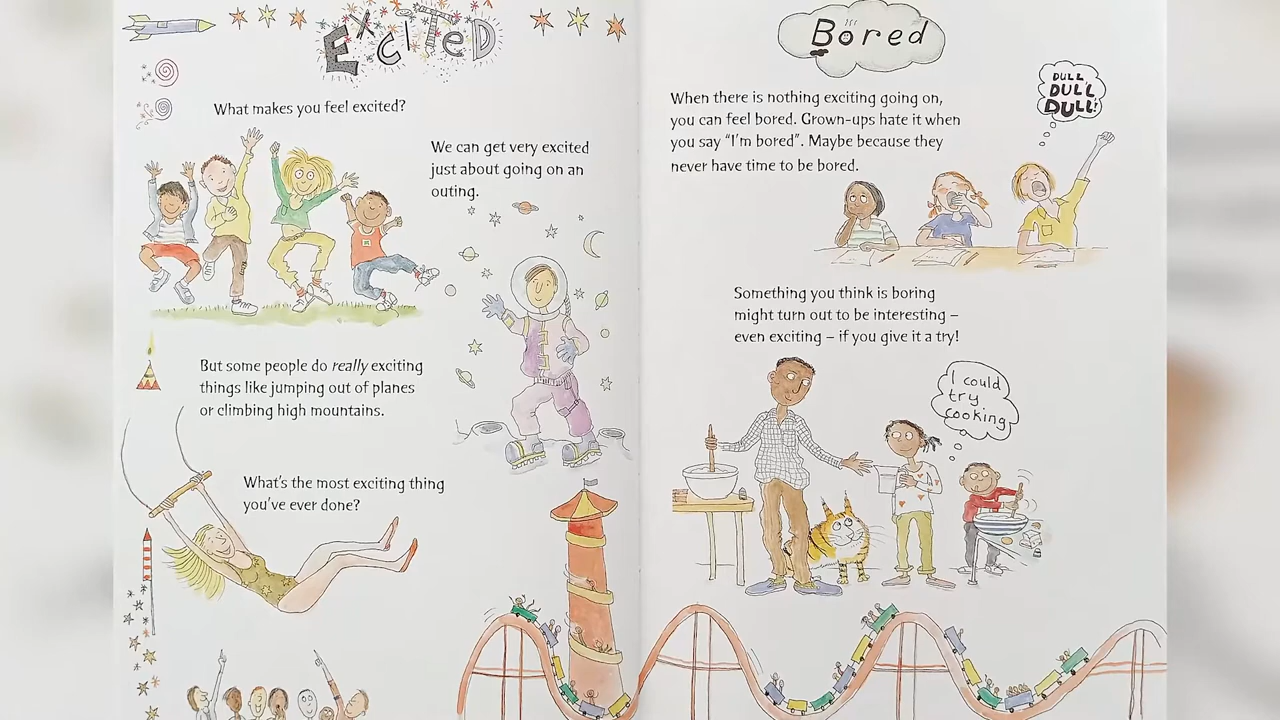 Excited
What makes you feel excited?
We can get very excited
just about going on an
outing.
But some people do really exciting
things like jumping out of planes
or climbing high mountains.
What's the most exciting thing
you've ever done?
Bored
When there is nothing exciting going on,
you can feel bored. Grown-ups hate it when
you say “I'm bored”. Maybe because they
never have time to be bored.
DULL
DULL
DULL!
Something you think is boring
might turn out to be interesting –
even exciting – if you give it a try!
I could
try
cooking